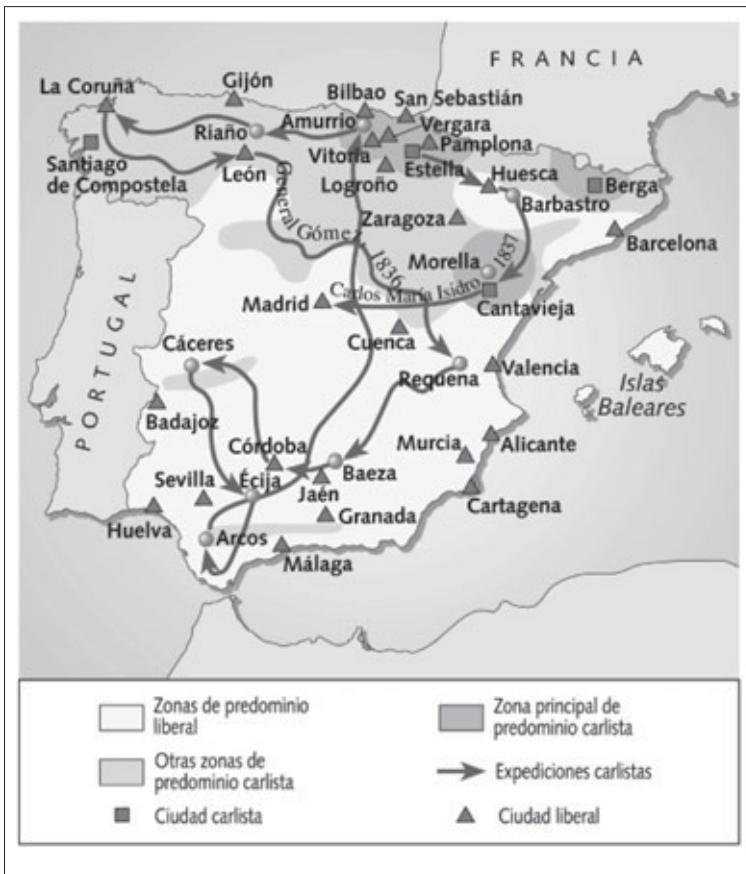 FRANCIA
La Coruña
Gijón
Bilbao
San Sebastián
Amurrio
Vergara
Riaño
Pamplona
Vitoria
Estella
Santiago
de Compostela
León
Logroño
Huesca
Berga
Barbastro
General Gómez
1836
Zaragoza
Barcelona
Morella
1837
Carlos María Isidro
Madrid
Cantavieja
Cuenca
Cáceres
Requena
Valencia
Islas
Baleares
PORTUGAL
Badajoz
Córdoba
Murcia
Alicante
Sevilla
Écija
Baeza
Jaén
Cartagena
Huelva
Granada
Arcos
Málaga
Zonas de predominio
liberal
Zona principal de
predominio carlista
Otras zonas de
predominio carlista
Expediciones carlistas
Ciudad carlista
Ciudad liberal